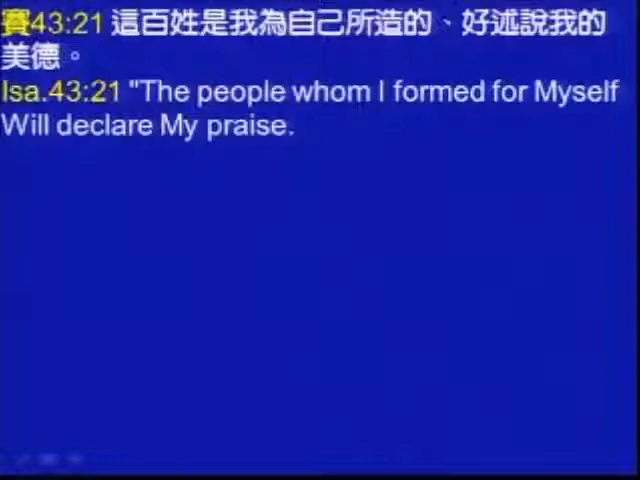 賽43:21 這百姓是我為自己所造的、好述說我的
美德。
Isa.43:21 "The people whom I formed for Myself
Will declare My praise.